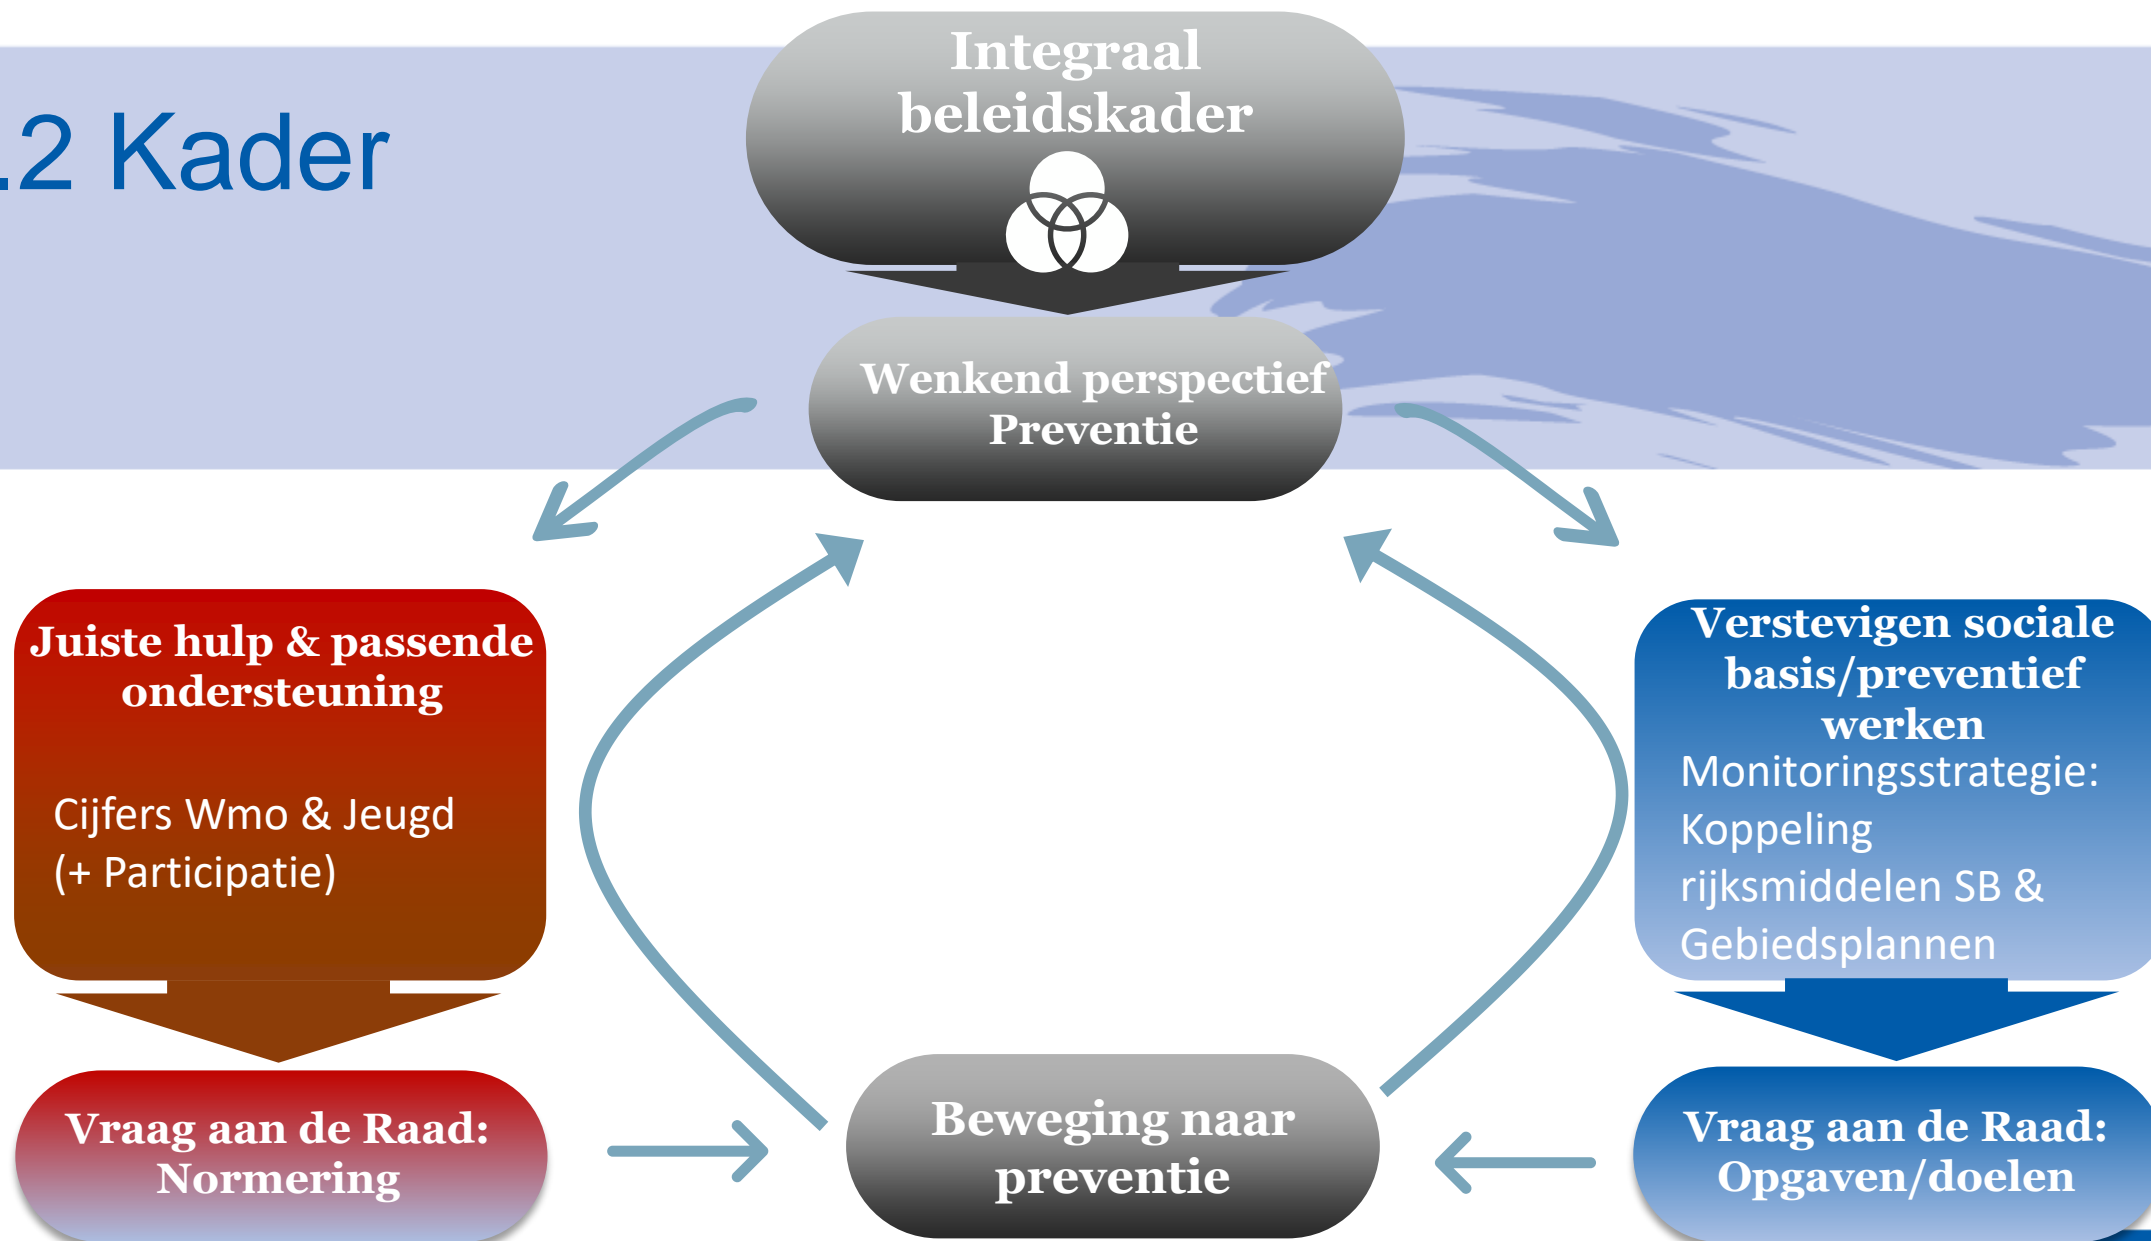 .2 Kader
Integraal
beleidskader
Wenkend perspectief
Preventie
Juiste hulp & passende
ondersteuning
Cijfers Wmo & Jeugd
(+ Participatie)
Vraag aan de Raad:
Normering
Beweging naar
preventie
Verstevigen sociale
basis/preventief
werken
Monitoringsstrategie:
Koppeling
rijksmiddelen SB &
Gebiedsplannen
Vraag aan de Raad:
Opgaven/doelen